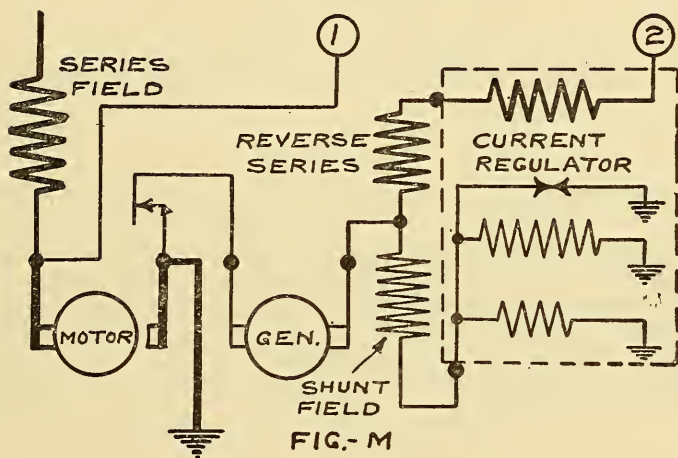 1
2
SERIES
FIELD
REVERSE
SERIES
CURRENT
REGULATOR
MOTOR
GEN.
SHUNT
FIELD
FIG.- M